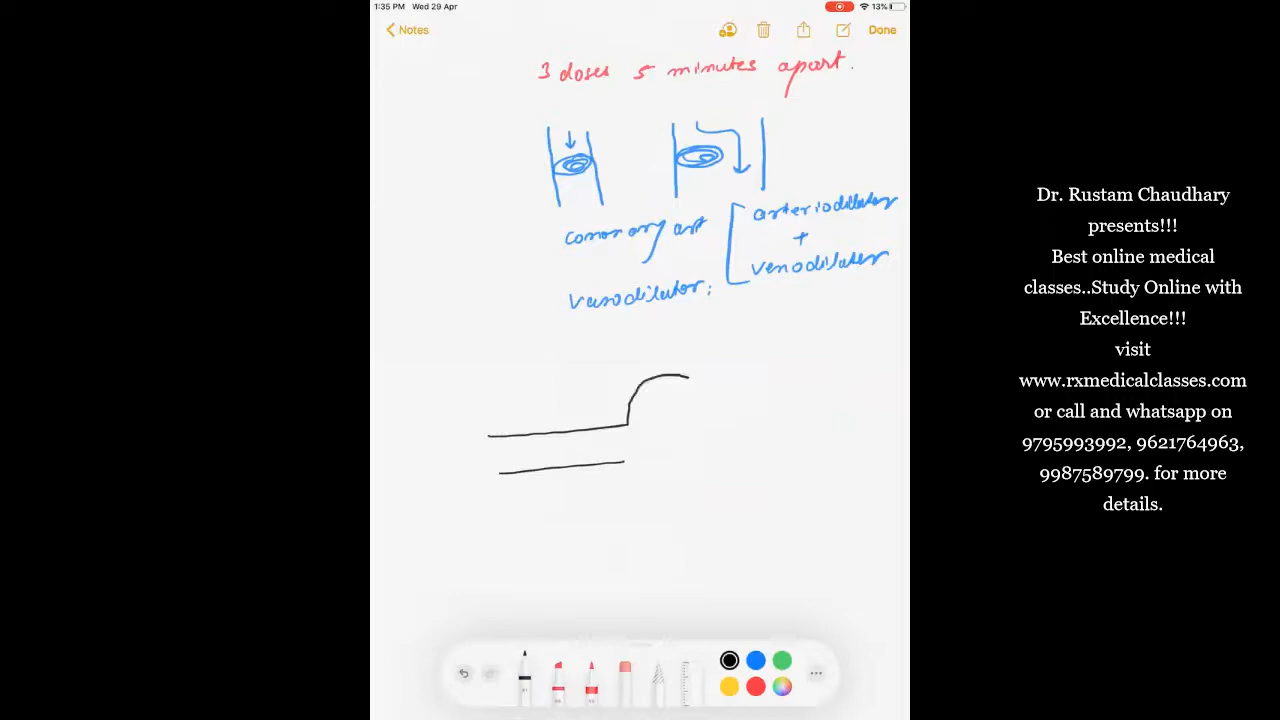 1:35 PM Wed 29 Apr
13%
Notes
Done
3 doses 5 minutes apart.
coronary art
vasodilator;
arteriodilator
+
venodilator
Dr. Rustam Chaudhary
presents!!!
Best online medical
classes..Study Online with
Excellence!!!
visit
www.rxmedicalclasses.com
or call and whatsapp on
9795993992, 9621764963,
9987589799. for more
details.